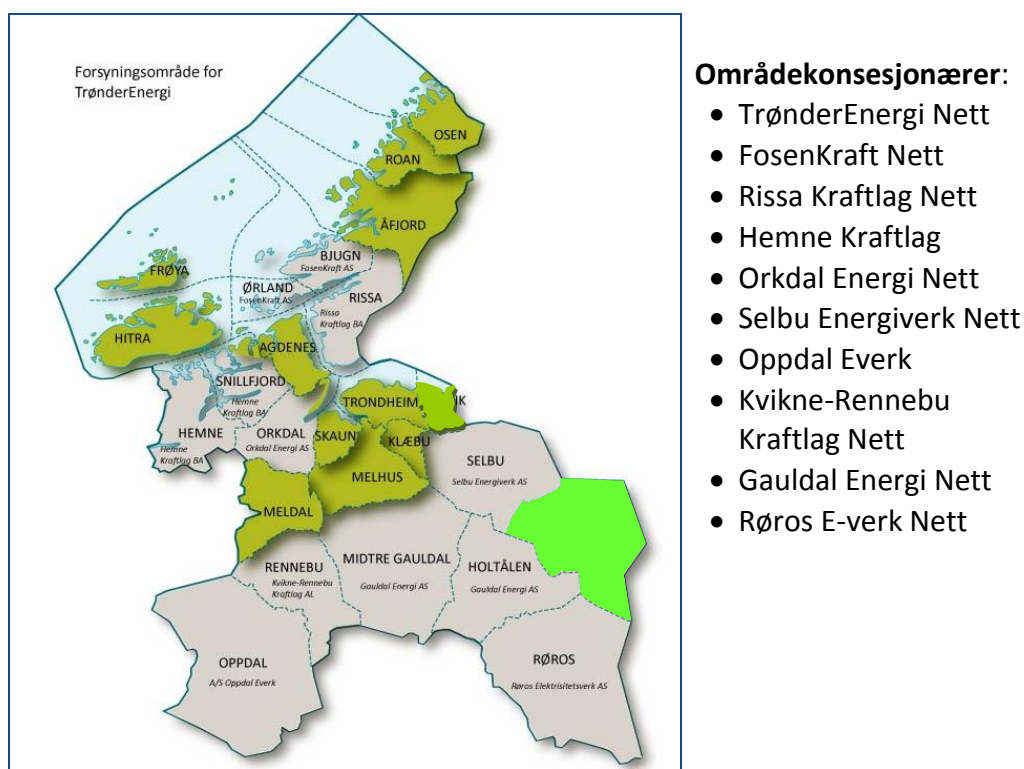 Forsyningsområde for
TrønderEnergi
OSEN
ROAN
ÅFJORD
BJUGN
FosenKraft AS
FRØYA
ØRLAND
FosenKraft AS
RISSA
Rissa
Kraftlag BA
HITRA
AGDENES
SNILLFJORD
Hemne
Kraftlag BA
TRONDHEIM
IK
HEMNE
Hemne
Kraftlag BA
ORKDAL
Orkdal Energi AS
SKAUN
KLÆBU
SELBU
Selbu Energiverk AS
MELHUS
MELDAL
RENNEBU
Kvikne-Rennebu
Kraftlag AL
MIDTRE GAULDAL
Gauldal Energi AS
HOLTÅLEN
Gauldal Energi AS
OPPDAL
A/S Oppdal Everk
RØROS
Røros Elektrisitetsverk AS
Områdekonsesjonærer:
• TrønderEnergi Nett
• FosenKraft Nett
• Rissa Kraftlag Nett
• Hemne Kraftlag
• Orkdal Energi Nett
• Selbu Energiverk Nett
• Oppdal Everk
• Kvikne-Rennebu
Kraftlag Nett
• Gauldal Energi Nett
• Røros E-verk Nett